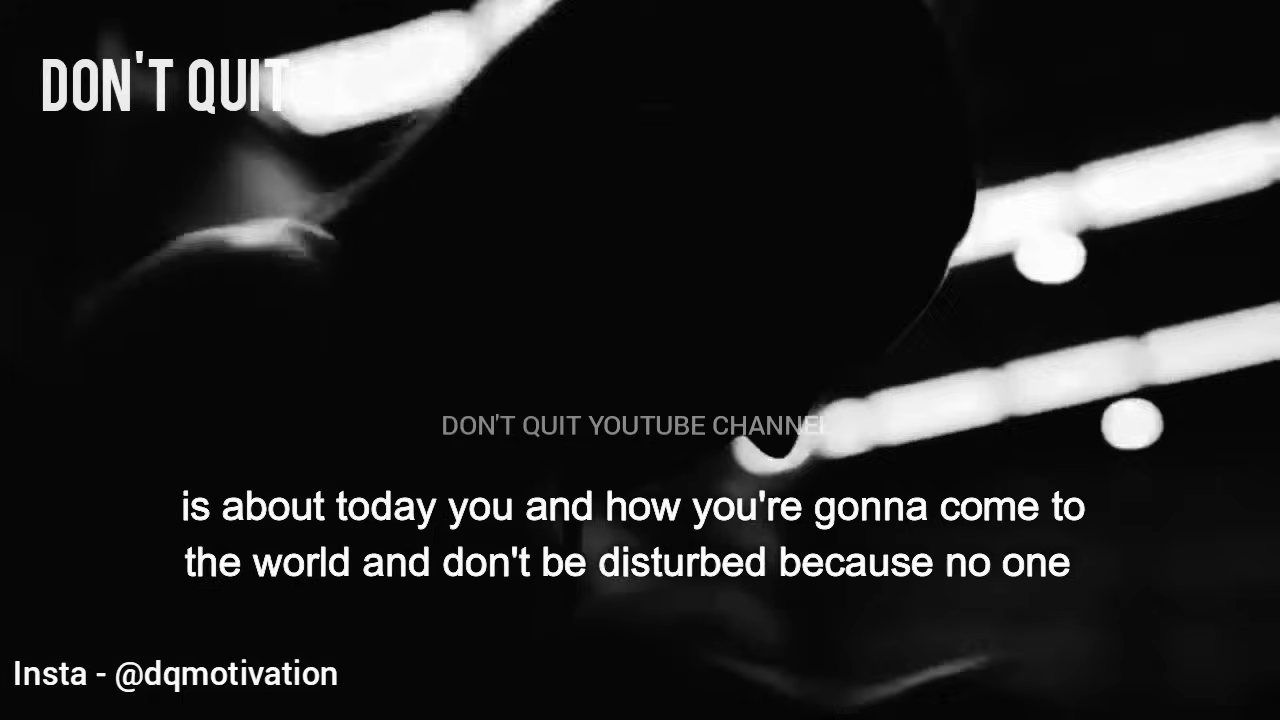 DON'T QUIT
DON'T QUIT YOUTUBE CHANNEL
is about today you and how you're gonna come to
the world and don't be disturbed because no one
Insta - @dqmotivation